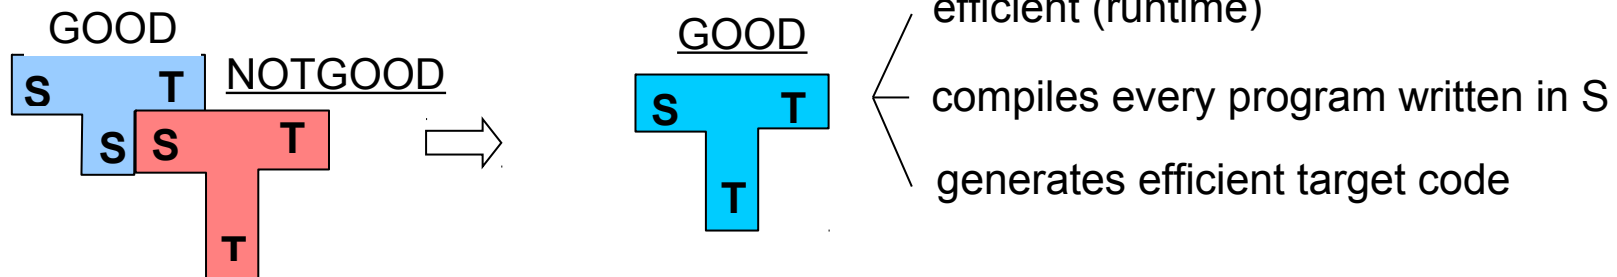 GOOD
S T
S
NOTGOOD
S T
T
GOOD
S T
T
efficient (runtime)
compiles every program written in S
generates efficient target code